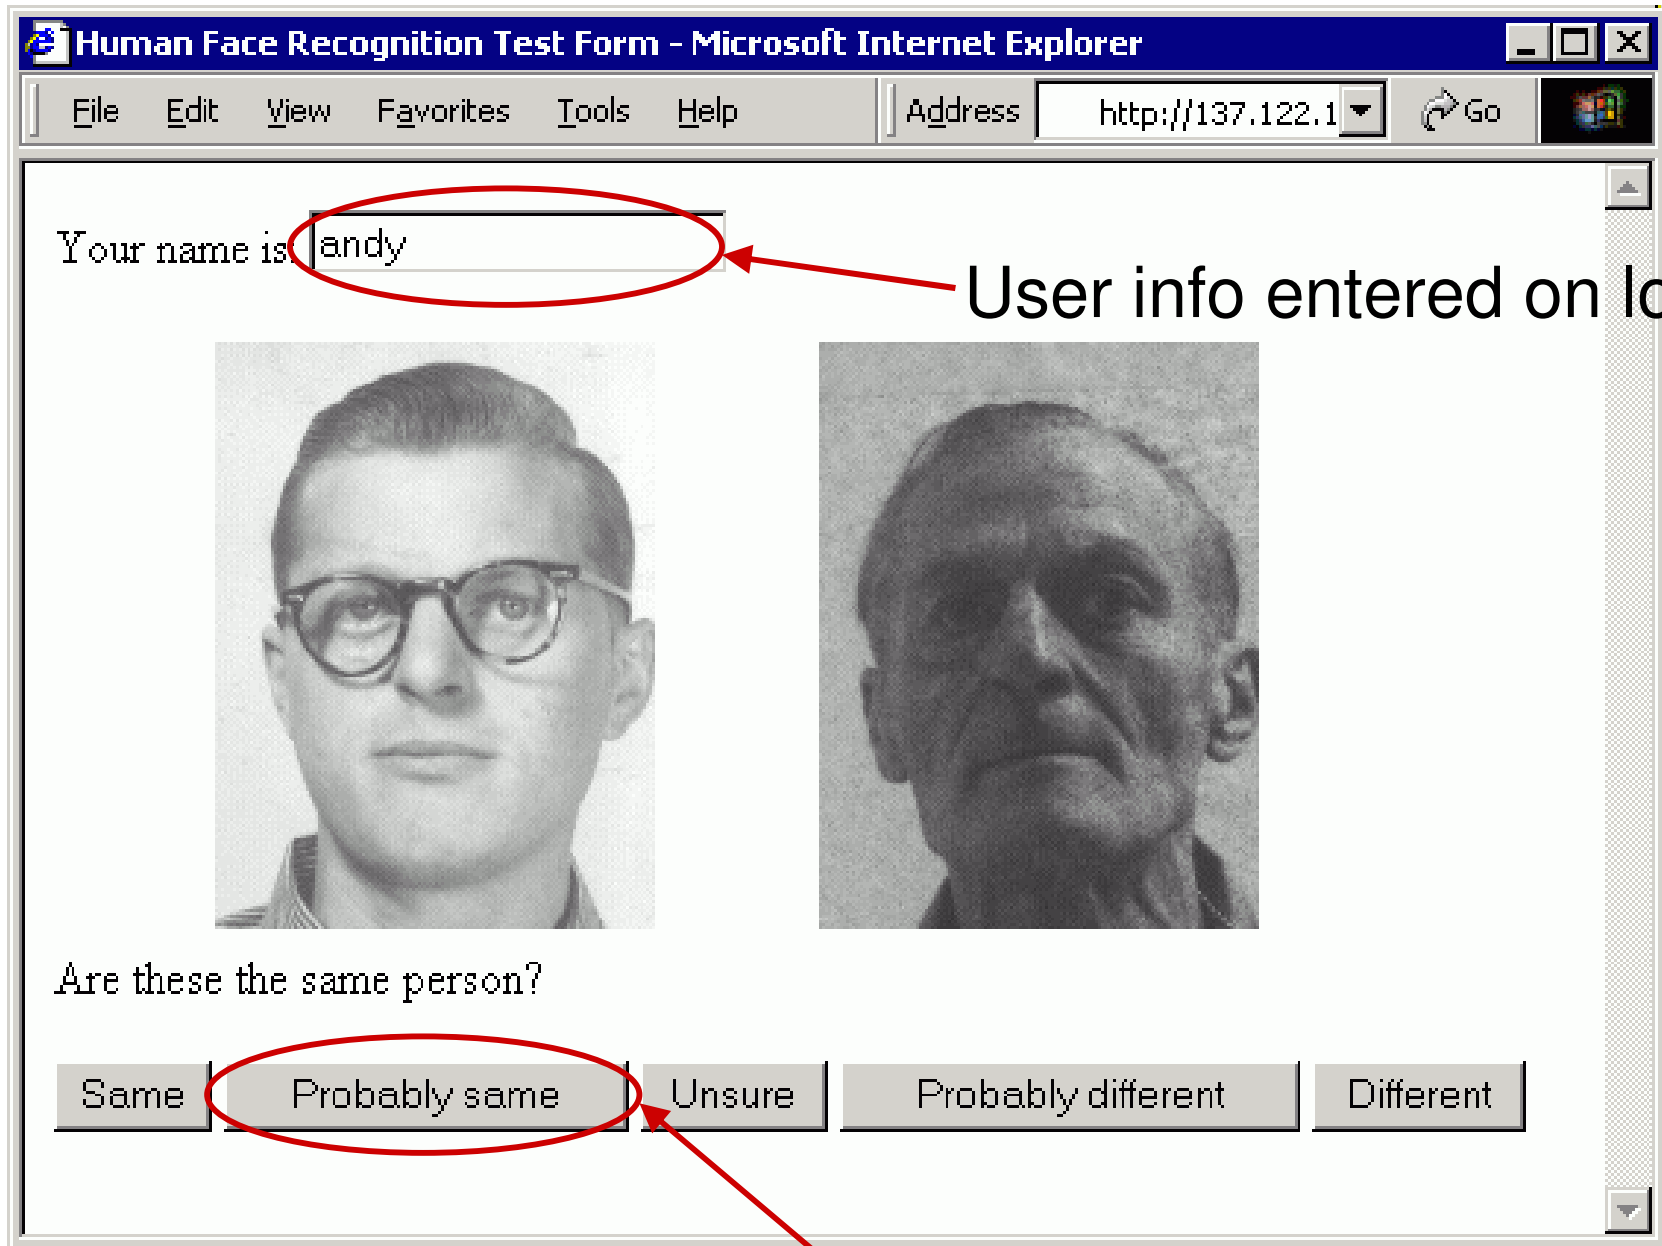 Human Face Recognition Test Form - Microsoft Internet Explorer
File Edit View Favorites Tools Help Address http://137.122.1 Go
Your name is: andy
User info entered on
Are these the same person?
Same Probably same Unsure Probably different Different